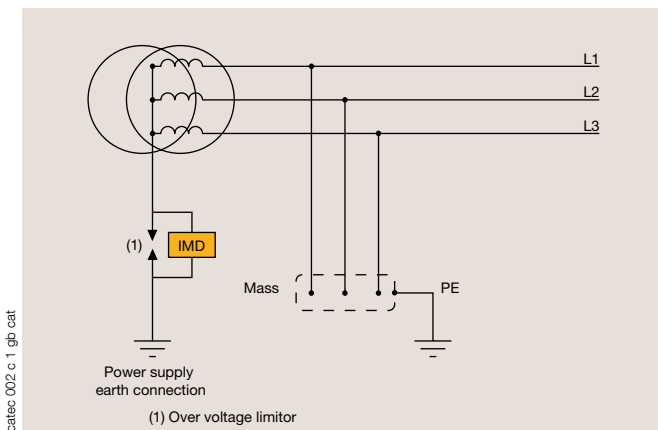 L1
L2
L3
(1)
IMD
Mass
PE
Power supply
earth connection
(1) Over voltage limitor
catec 002 c 1 gb cat